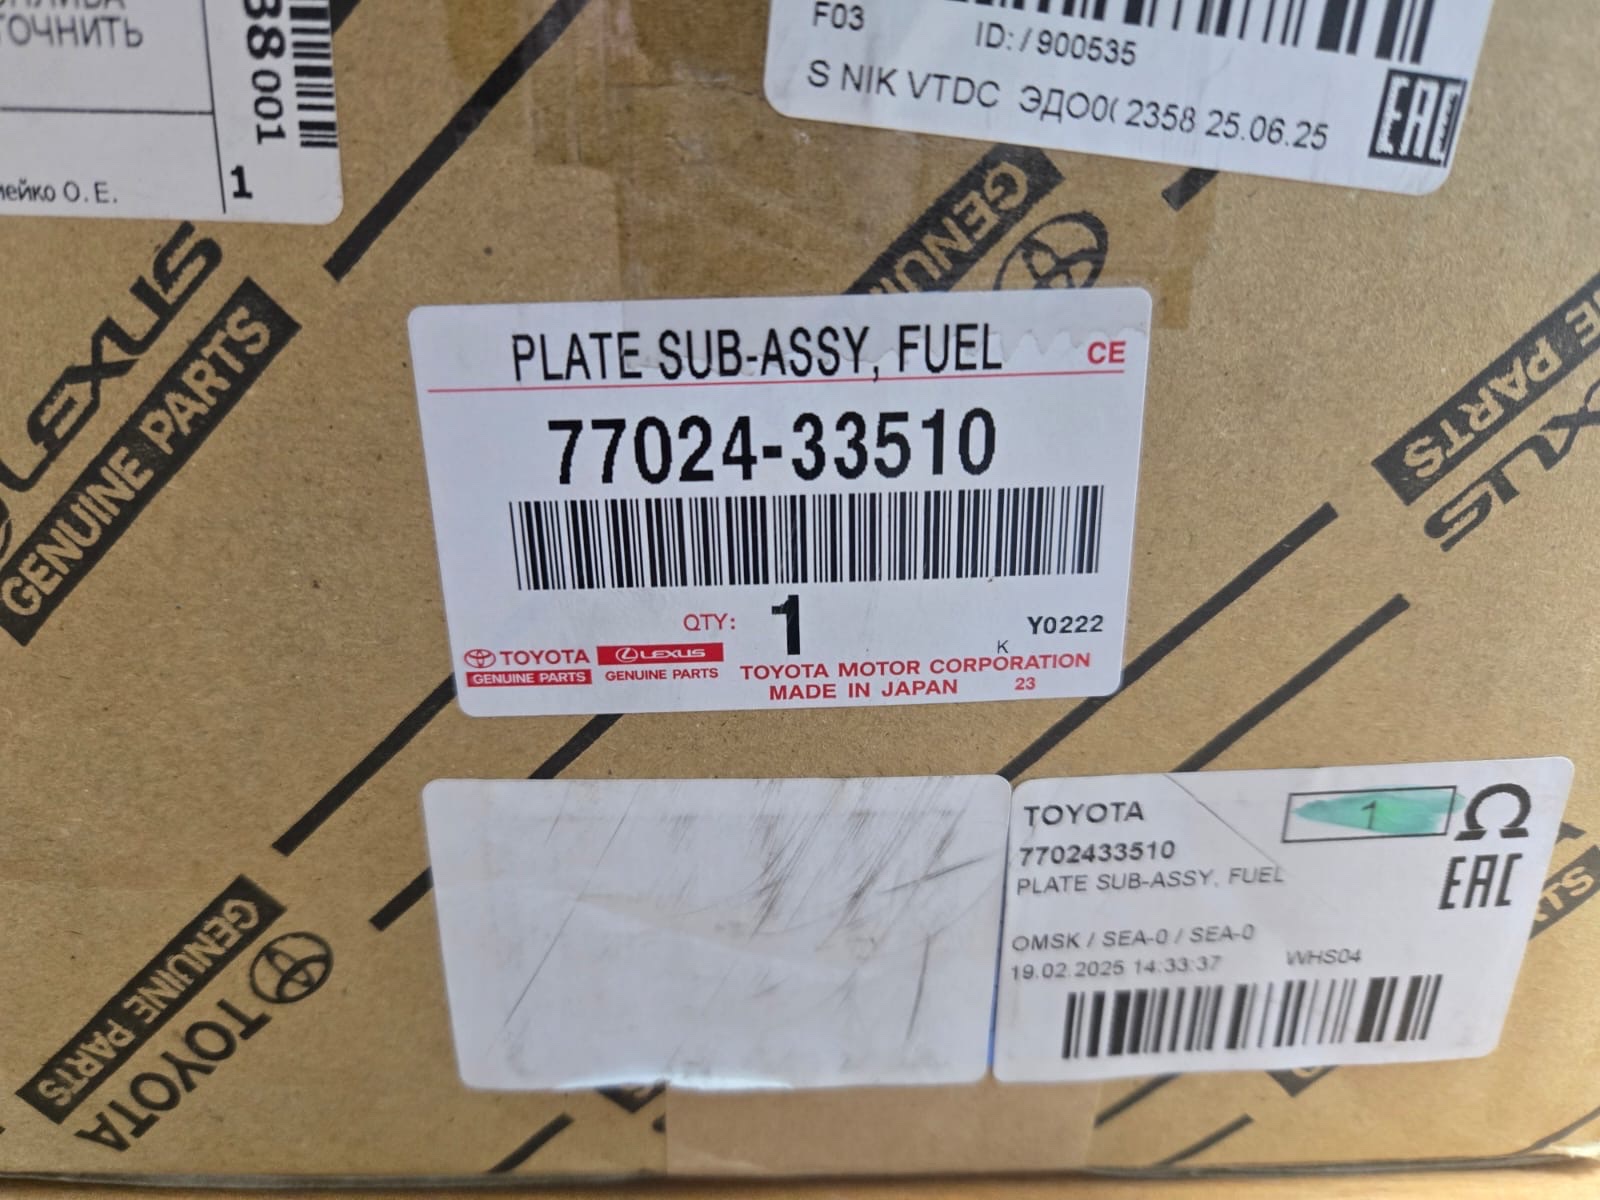 ТОЧНИТЬ
88 001
1
О. Е.
F03
ID: / 900535
S NIK VTDC ЭДО0( 2358 25.06.25
EAC
LEXUS
GENUINE PARTS
PLATE SUB-ASSY, FUEL
CE
77024-33510
QTY: 1
Y0222
K
TOYOTA
GENUINE PARTS
LEXUS
GENUINE PARTS
TOYOTA MOTOR CORPORATION
MADE IN JAPAN 23
PARTS
TOYOTA
1
7702433510
PLATE SUB-ASSY, FUEL
EAC
OMSK / SEA-0 / SEA-0
19.02.2025 14:33:37 WHS04
GENUINE PARTS
TOYOTA